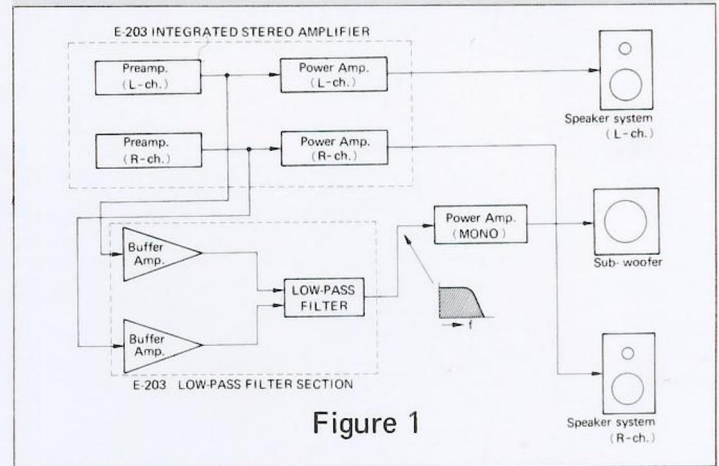 E-203 INTEGRATED STEREO AMPLIFIER
Preamp.
(L-ch.)
Power Amp.
(L-ch.)
Speaker system
(L-ch.)
Preamp.
(R-ch.)
Power Amp.
(R-ch.)
Power Amp.
(MONO)
Sub-woofer
Buffer
Amp.
LOW-PASS
FILTER
f
Buffer
Amp.
E-203 LOW-PASS FILTER SECTION
Figure 1
Speaker system
(R-ch.)